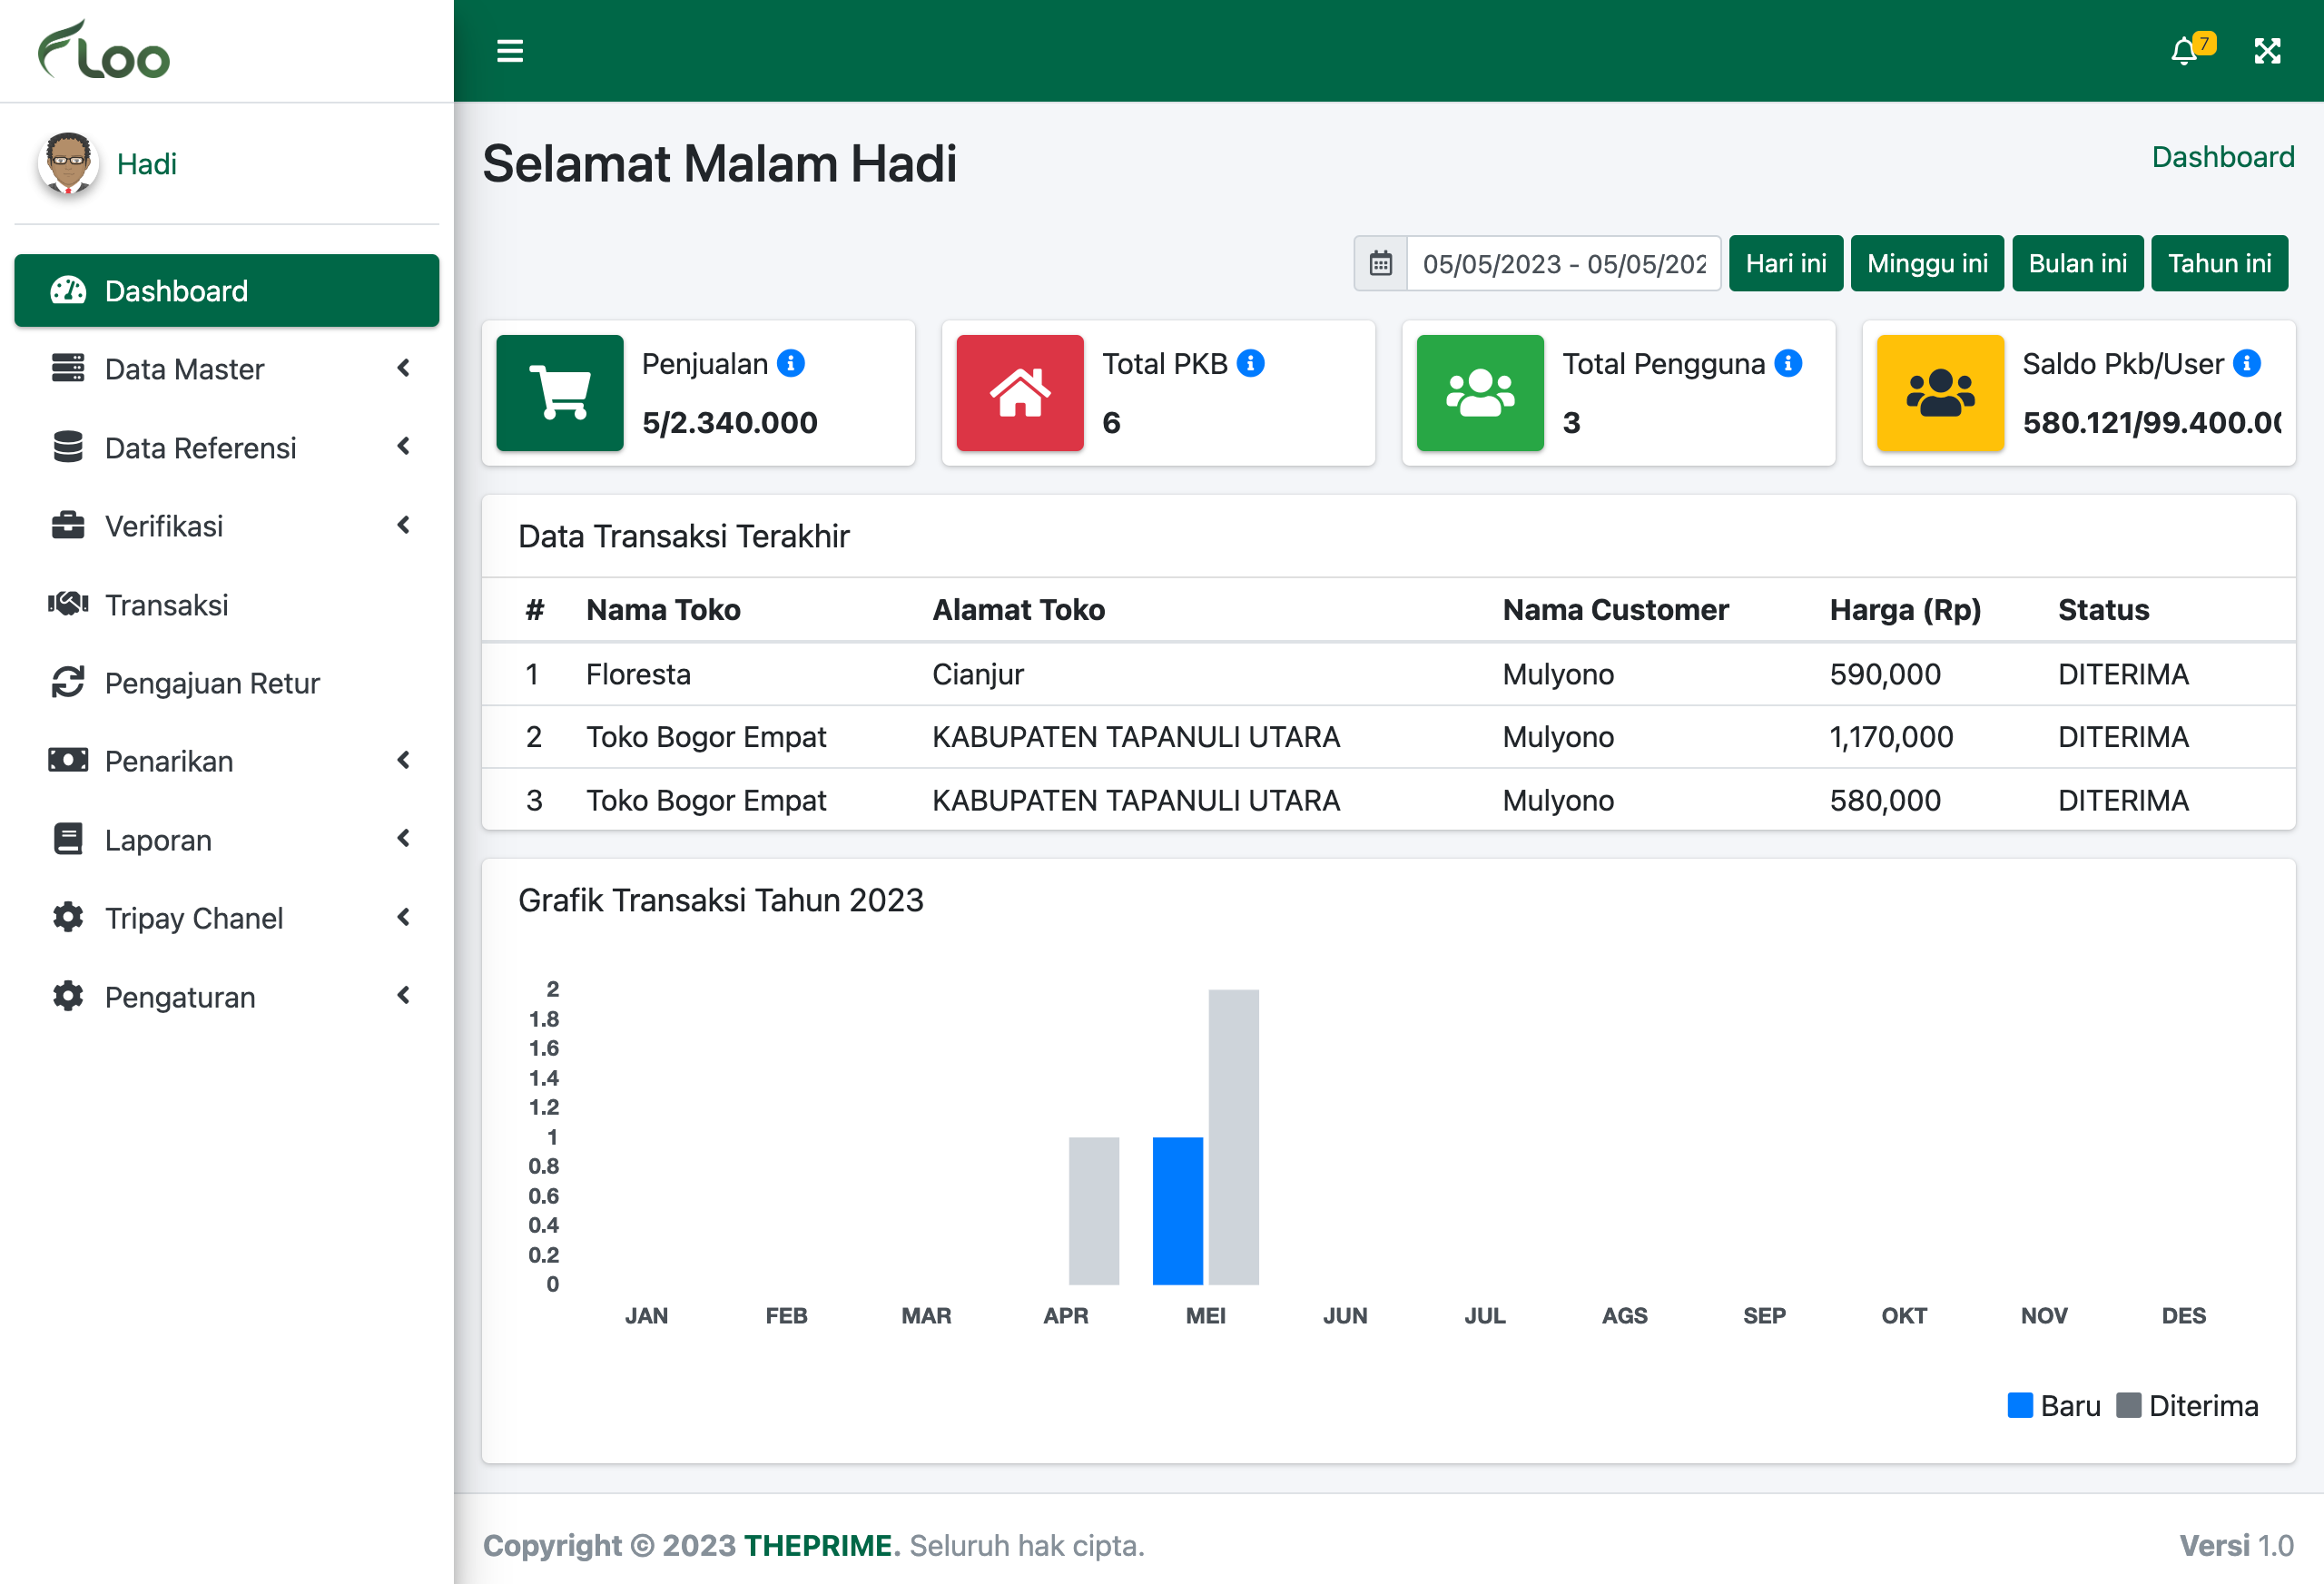 Floo
7
Hadi
Selamat Malam Hadi
Dashboard
05/05/2023 - 05/05/202
Hari ini
Minggu ini
Bulan ini
Tahun ini
Dashboard
Data Master
Data Referensi
Verifikasi
Transaksi
Pengajuan Retur
Penarikan
Laporan
Tripay Chanel
Pengaturan
Penjualan
5/2.340.000
Total PKB
6
Total Pengguna
3
Saldo Pkb/User
580.121/99.400.00
Data Transaksi Terakhir
# Nama Toko Alamat Toko Nama Customer Harga (Rp) Status
1 Floresta Cianjur Mulyono 590,000 DITERIMA
2 Toko Bogor Empat KABUPATEN TAPANULI UTARA Mulyono 1,170,000 DITERIMA
3 Toko Bogor Empat KABUPATEN TAPANULI UTARA Mulyono 580,000 DITERIMA
Grafik Transaksi Tahun 2023
2
1.8
1.6
1.4
1.2
1
0.8
0.6
0.4
0.2
0
JAN FEB MAR APR MEI JUN JUL AGS SEP OKT NOV DES
Baru Diterima
Copyright © 2023 THEPRIME. Seluruh hak cipta.
Versi 1.0